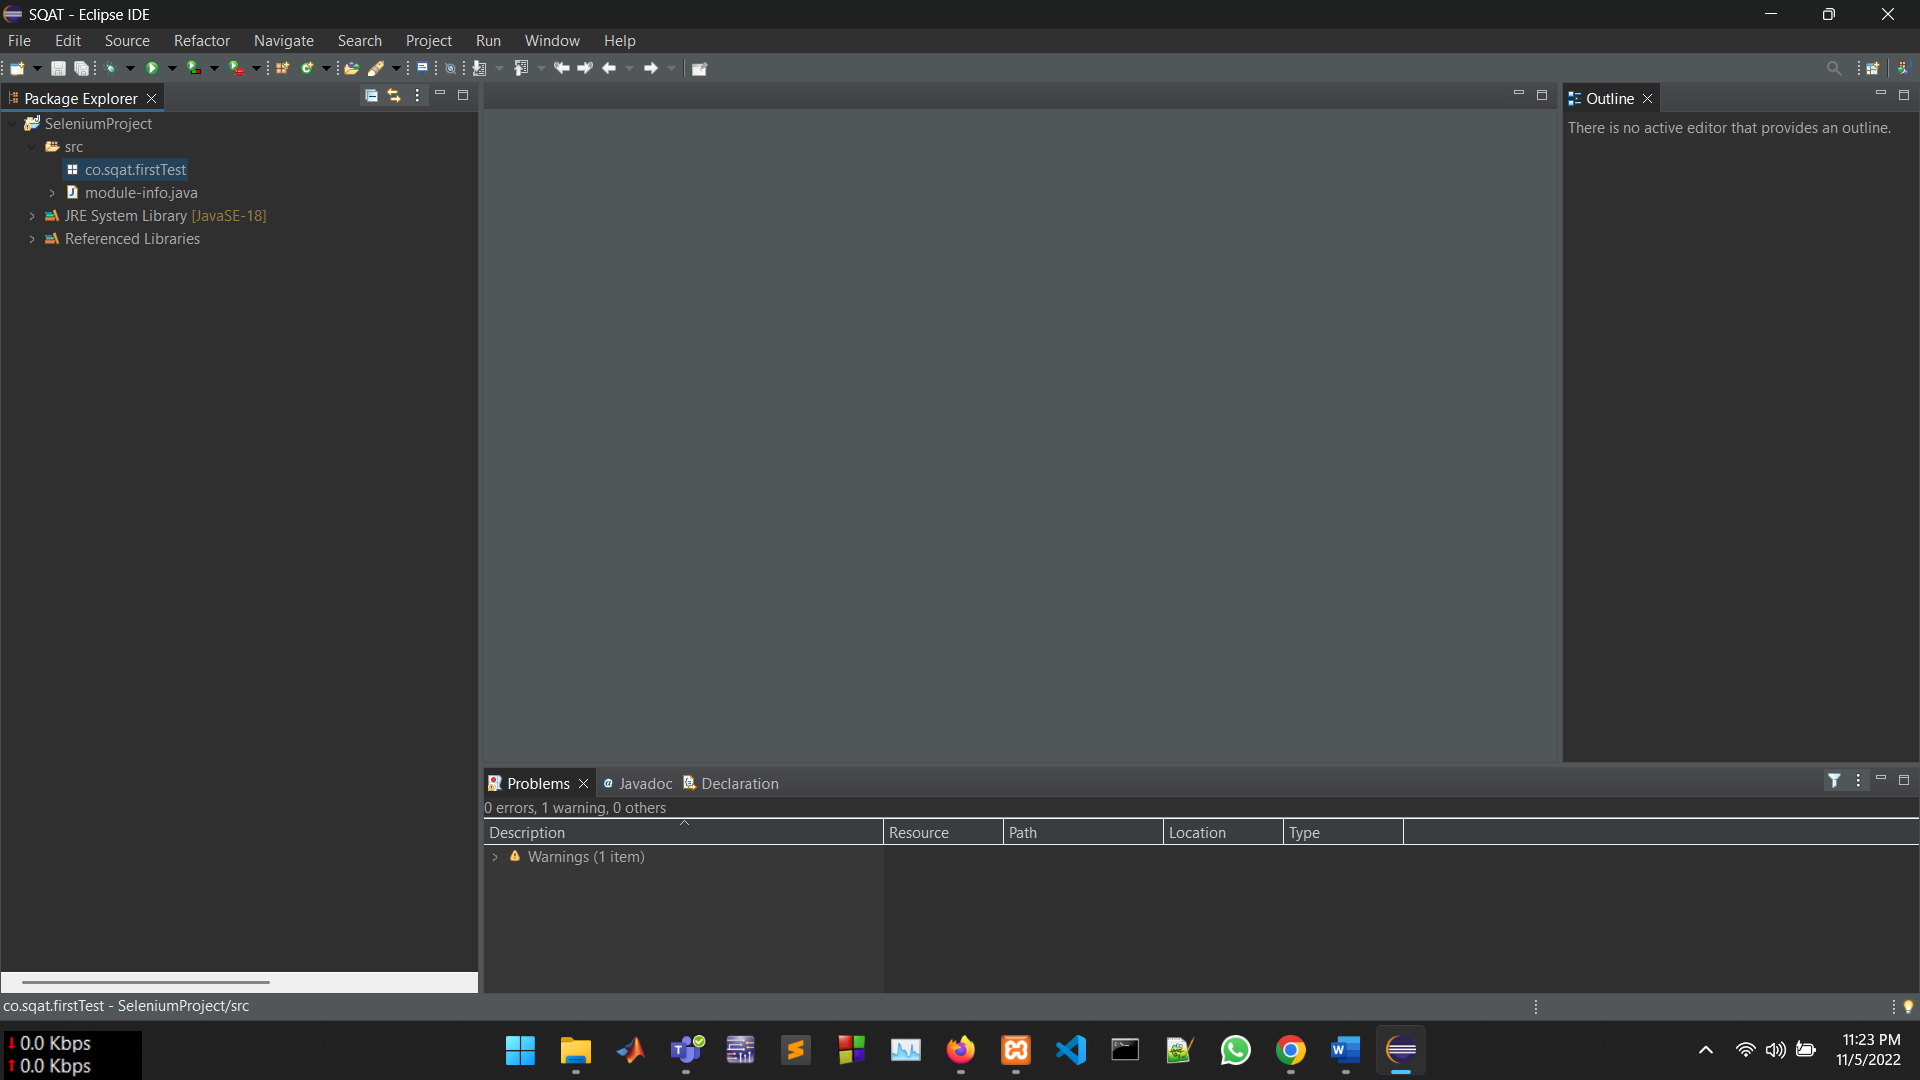 SQAT - Eclipse IDE
File Edit Source Refactor Navigate Search Project Run Window Help
Package Explorer
SeleniumProject
src
co.sqat.firstTest
module-info.java
JRE System Library [JavaSE-18]
Referenced Libraries
Outline
There is no active editor that provides an outline.
Problems Javadoc Declaration
0 errors, 1 warning, 0 others
Description Resource Path Location Type
Warnings (1 item)
co.sqat.firstTest - SeleniumProject/src
0.0 Kbps
0.0 Kbps
11:23 PM
11/5/2022